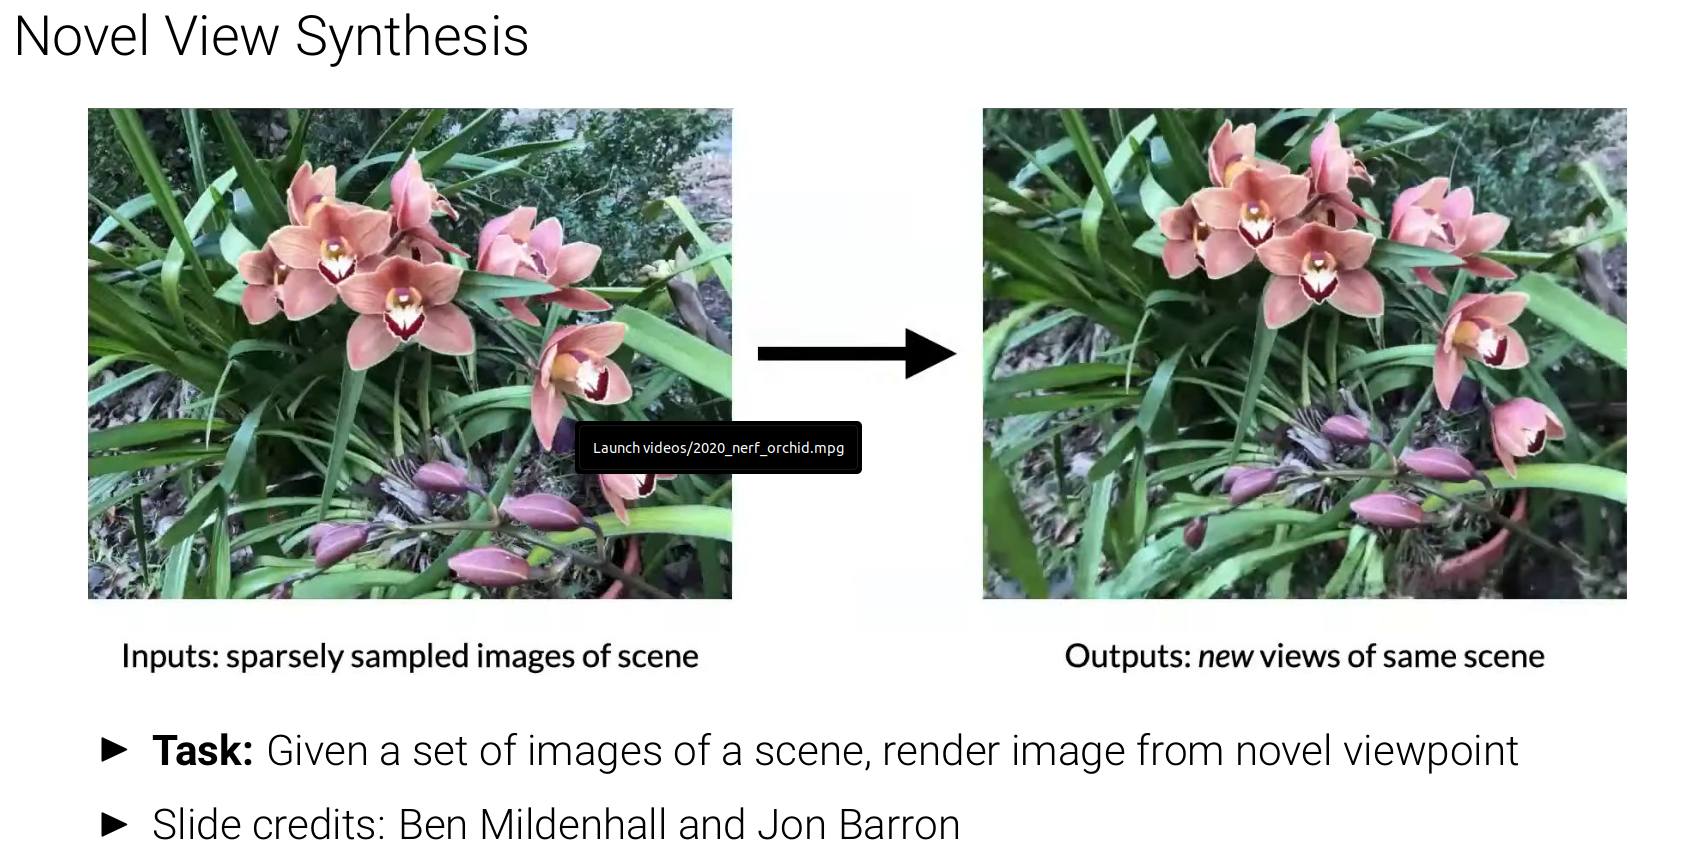 Novel View Synthesis
Launch videos/2020_nerf_orchid.mpg
Inputs: sparsely sampled images of scene
Outputs: new views of same scene
► Task: Given a set of images of a scene, render image from novel viewpoint
► Slide credits: Ben Mildenhall and Jon Barron